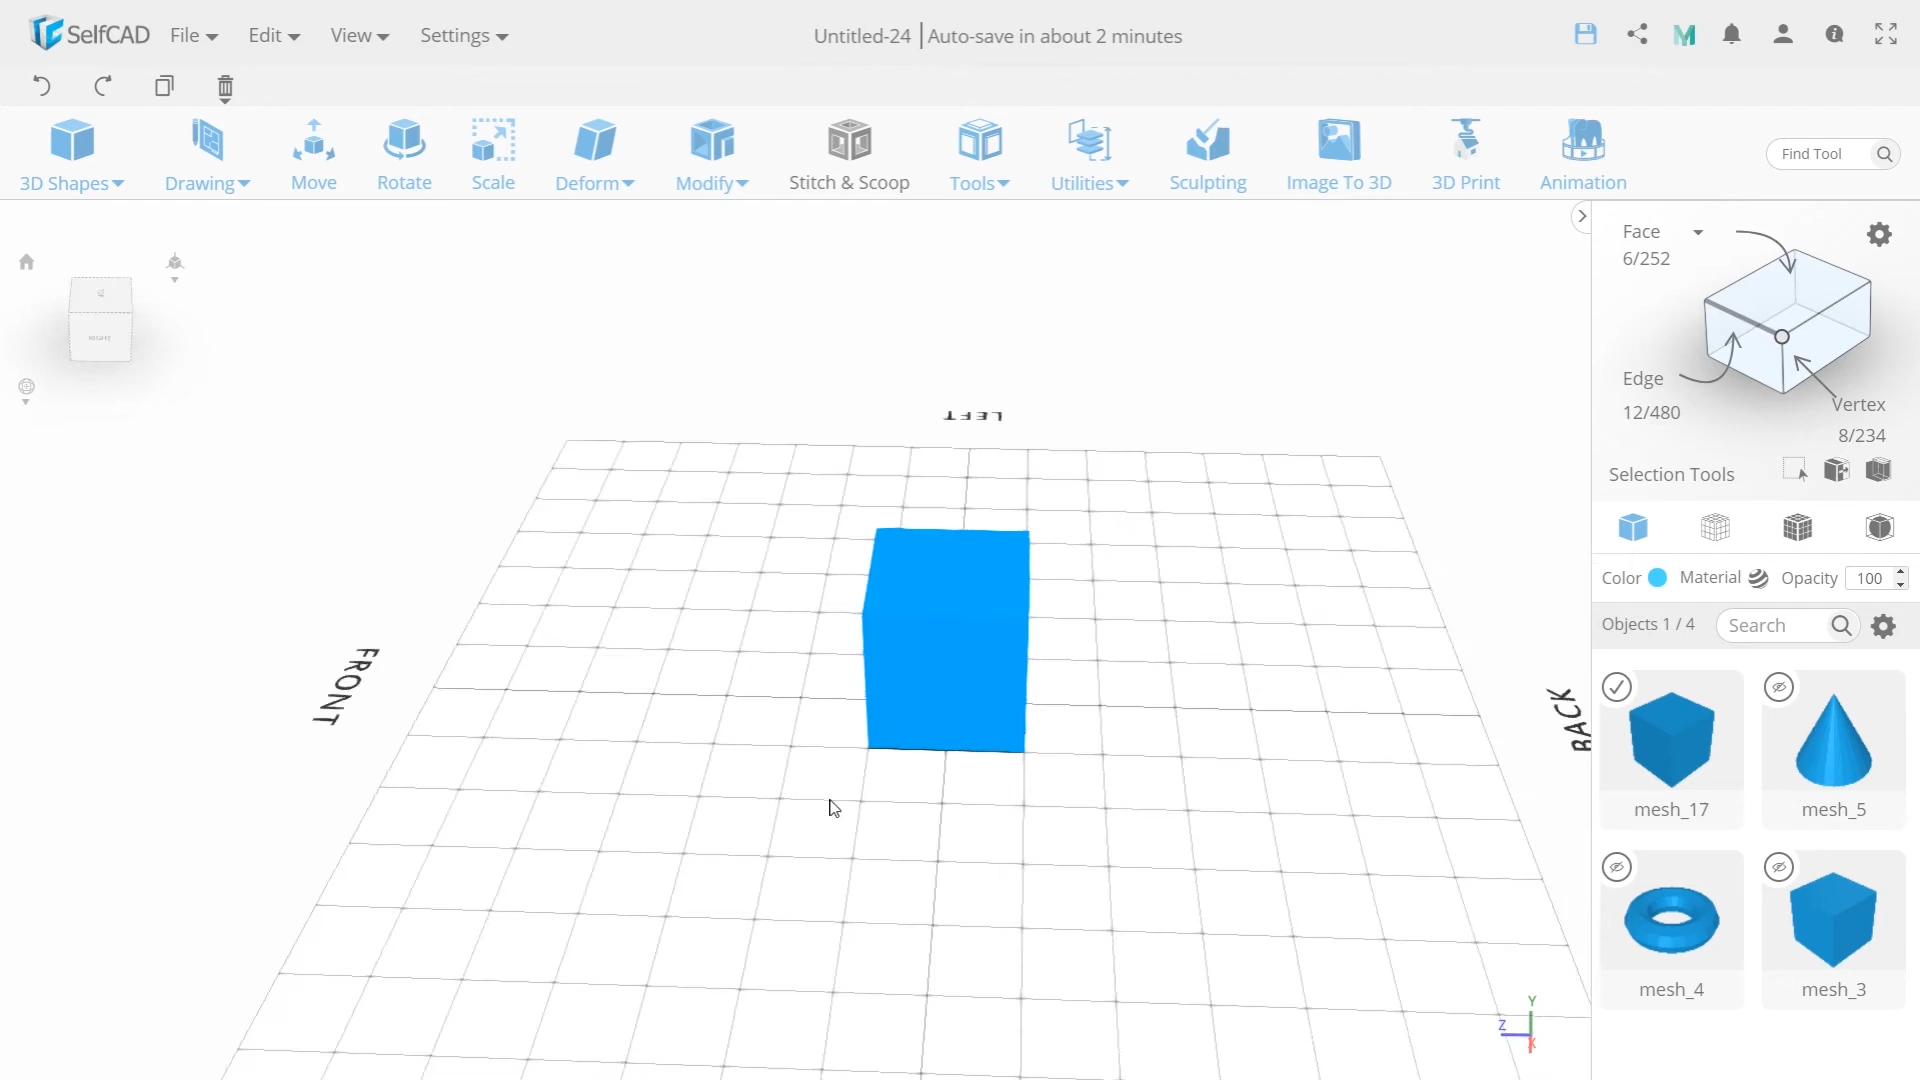 SelfCAD File Edit View Settings Untitled-24 | Auto-save in about 2 minutes
3D Shapes Drawing Move Rotate Scale Deform Modify Stitch & Scoop Tools Utilities Sculpting Image To 3D 3D Print Animation Find Tool
Face
6/252
RIGHT
Edge
12/480
Vertex
8/234
LEFT
Selection Tools
Color Material Opacity 100
Objects 1 / 4 Search
FRONT
BACK
mesh_17 mesh_5
mesh_4 mesh_3
Y
Z
X